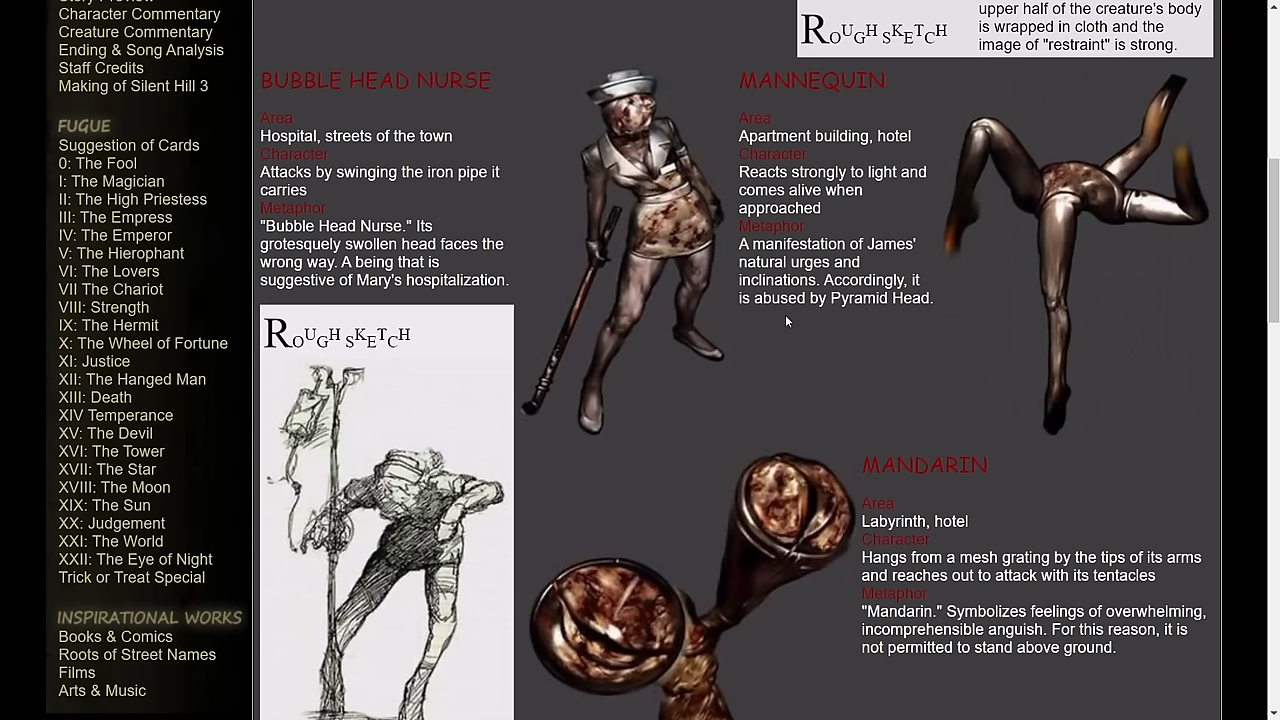 Character Commentary
Creature Commentary
Ending & Song Analysis
Staff Credits
Making of Silent Hill 3
FUGUE
Suggestion of Cards
0: The Fool
I: The Magician
II: The High Priestess
III: The Empress
IV: The Emperor
V: The Hierophant
VI: The Lovers
VII The Chariot
VIII: Strength
IX: The Hermit
X: The Wheel of Fortune
XI: Justice
XII: The Hanged Man
XIII: Death
XIV Temperance
XV: The Devil
XVI: The Tower
XVII: The Star
XVIII: The Moon
XIX: The Sun
XX: Judgement
XXI: The World
XXII: The Eye of Night
Trick or Treat Special
INSPIRATIONAL WORKS
Books & Comics
Roots of Street Names
Films
Arts & Music
upper half of the creature's body
is wrapped in cloth and the
image of "restraint" is strong.
ROUGH SKETCH
BUBBLE HEAD NURSE
Area
Hospital, streets of the town
Character
Attacks by swinging the iron pipe it
carries
Metaphor
"Bubble Head Nurse." Its
grotesquely swollen head faces the
wrong way. A being that is
suggestive of Mary's hospitalization.
ROUGH SKETCH
MANNEQUIN
Area
Apartment building, hotel
Character
Reacts strongly to light and
comes alive when
approached
Metaphor
A manifestation of James'
natural urges and
inclinations. Accordingly, it
is abused by Pyramid Head.
MANDARIN
Area
Labyrinth, hotel
Character
Hangs from a mesh grating by the tips of its arms
and reaches out to attack with its tentacles
Metaphor
"Mandarin." Symbolizes feelings of overwhelming,
incomprehensible anguish. For this reason, it is
not permitted to stand above ground.